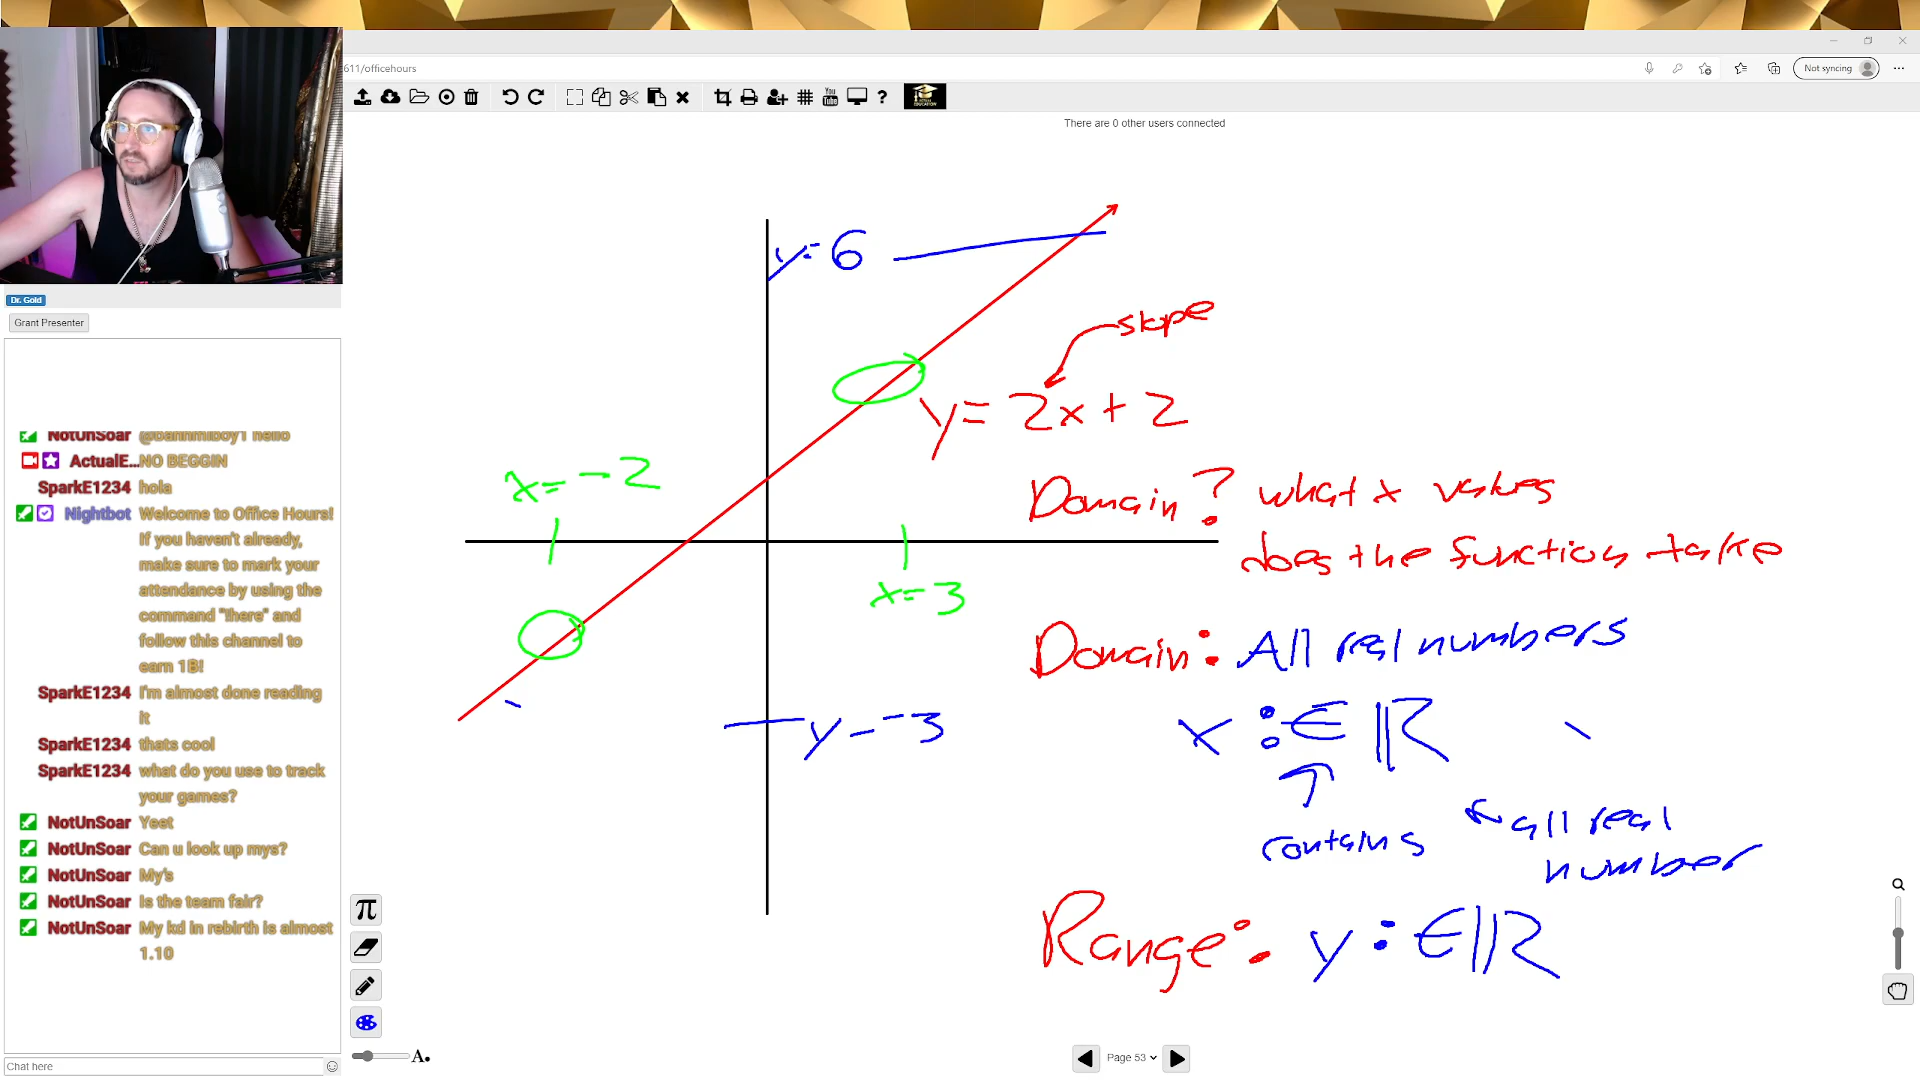 611/officehours
Not syncing
You
Tube
?
There are 0 other users connected
Dr. Gold
Grant Presenter
NotUnSoar @bahnmiboy1 hello
ActualE... NO BEGGIN
SparkE1234 hola
Nightbot Welcome to Office Hours!
If you haven't already,
make sure to mark your
attendance by using the
command "!here" and
follow this channel to
earn 1B!
SparkE1234 I'm almost done reading
it
SparkE1234 thats cool
SparkE1234 what do you use to track
your games?
NotUnSoar Yeet
NotUnSoar Can u look up mys?
NotUnSoar My's
NotUnSoar Is the team fair?
NotUnSoar My kd in rebirth is almost
1.10
Chat here
y=6
slope
y = 2x + 2
x = -2
x = 3
y - -3
Domain? what x values
does the function take
Domain: All real numbers
x : ∈ ℝ
contains
all real
number
Range: y : ∈ ℝ
π
A.
Page 53